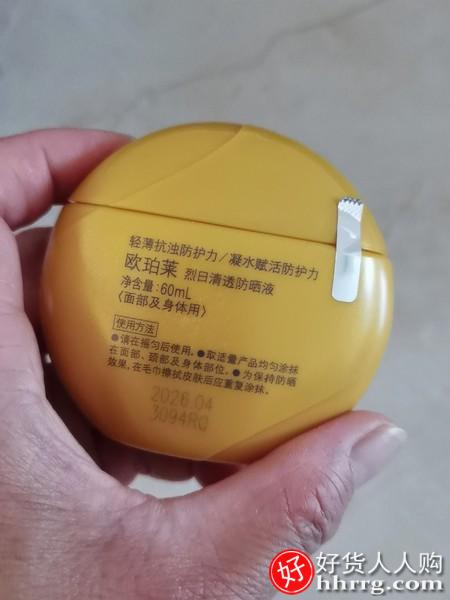 轻薄抗浊防护力/凝水赋活防护力
欧珀莱 烈日清透防晒液
净含量:60mL
〈面部及身体用〉
使用方法
●请在摇匀后使用。●取适量产品均匀涂抹
在面部、颈部及身体部位。●为保持防晒
效果,在毛巾擦拭皮肤后应重复涂抹。
2026.04
3094RQ
好 好货人人购
hhrrg.com